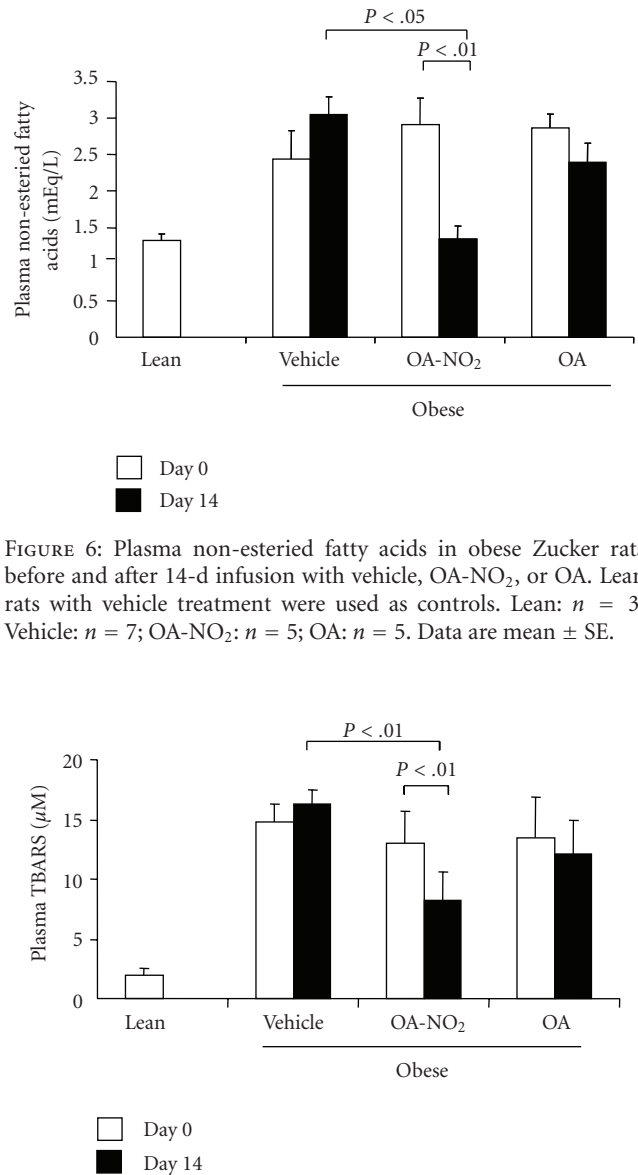 P < .05
P < .01
Plasma non-esteried fatty
acids (mEq/L)
3.5
3
2.5
2
1.5
1
0.5
0
Lean Vehicle OA-NO₂ OA
Obese
Day 0
Day 14
FIGURE 6: Plasma non-esteried fatty acids in obese Zucker rats
before and after 14-d infusion with vehicle, OA-NO₂, or OA. Lean
rats with vehicle treatment were used as controls. Lean: n = 3
Vehicle: n = 7; OA-NO₂: n = 5; OA: n = 5. Data are mean ± SE.
P < .01
P < .01
Plasma TBARS (μM)
20
15
10
5
0
Lean Vehicle OA-NO₂ OA
Obese
Day 0
Day 14